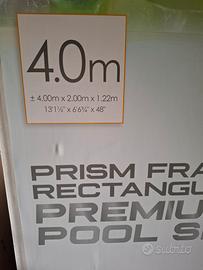 4.0m
± 4.00m x 2.00m x 1.22m
13'1½" x 6'6¾" x 48"
PRISM FRA
RECTANGU
PREMIU
POOL S
subito